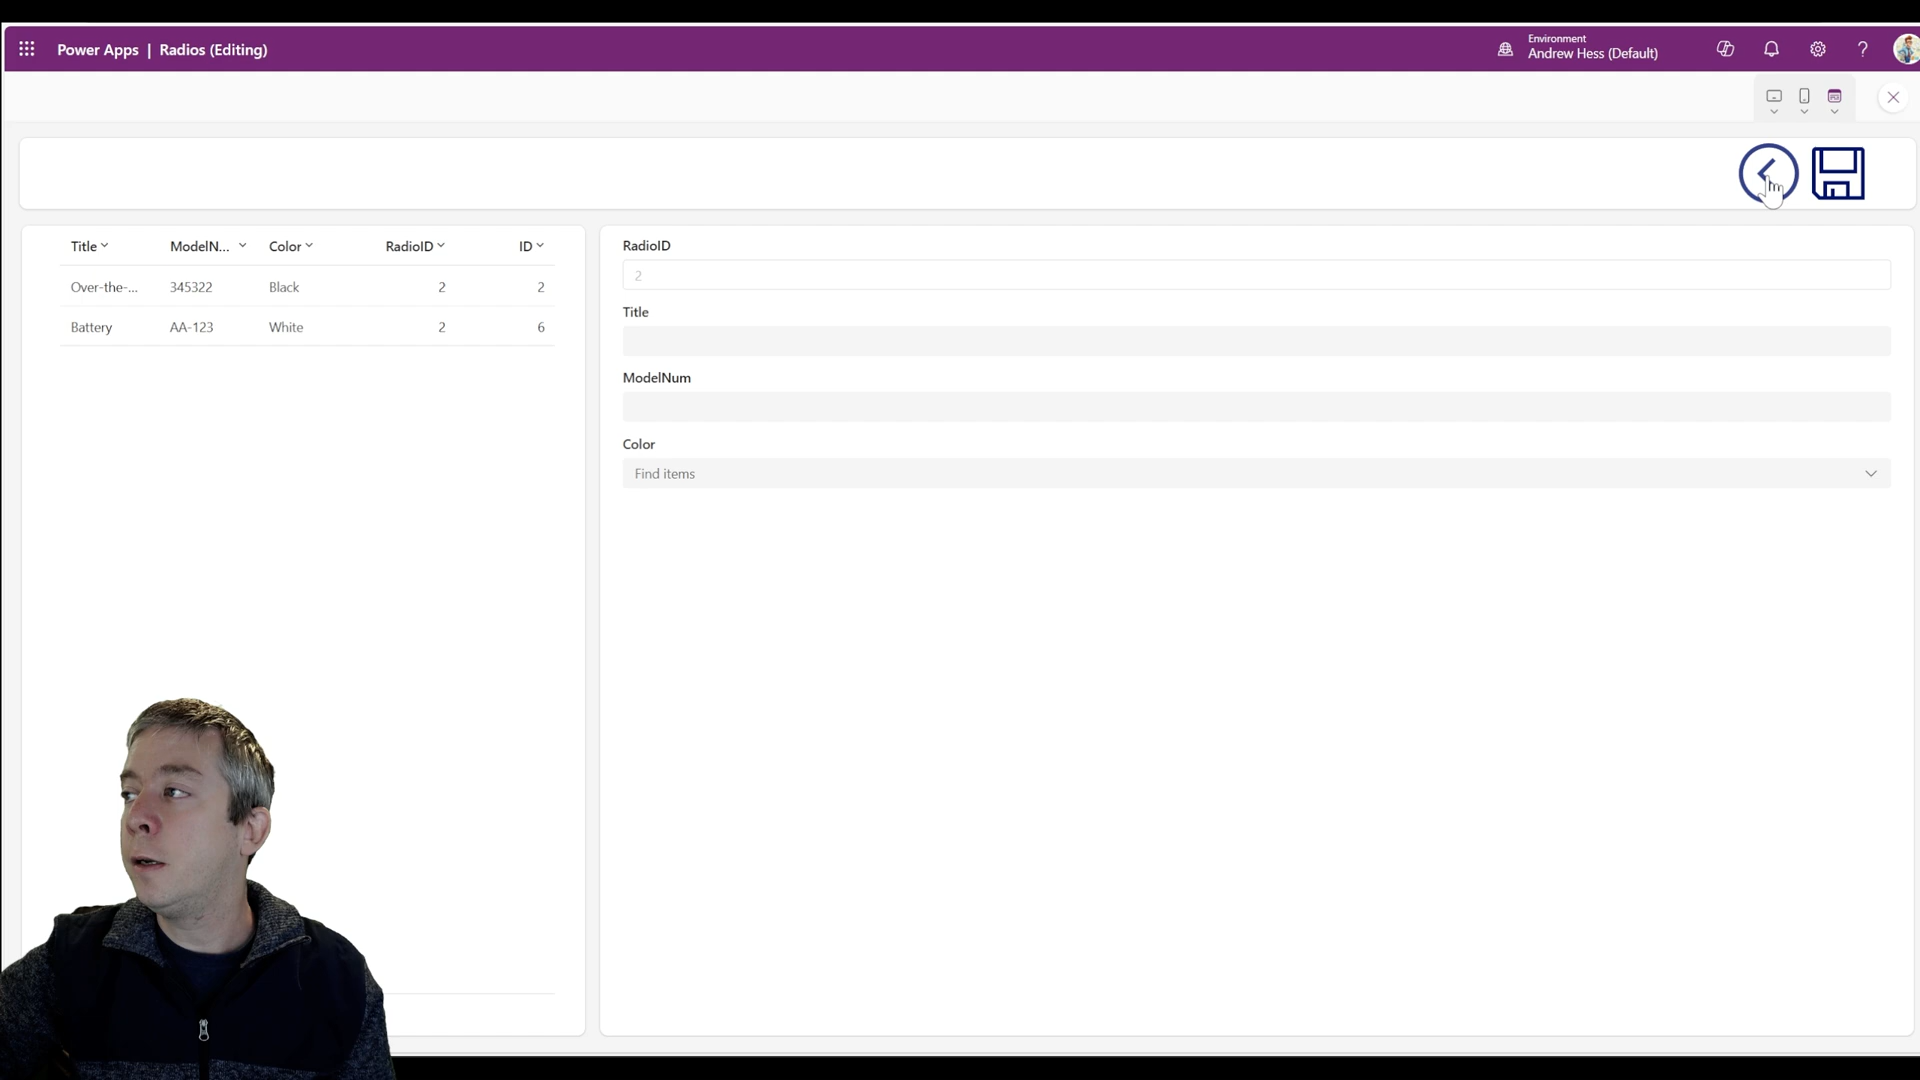 Power Apps | Radios (Editing)
Environment
Andrew Hess (Default)
Title ModelN... Color RadioID ID
Over-the-... 345322 Black 2 2
Battery AA-123 White 2 6
RadioID
2
Title
ModelNum
Color
Find items